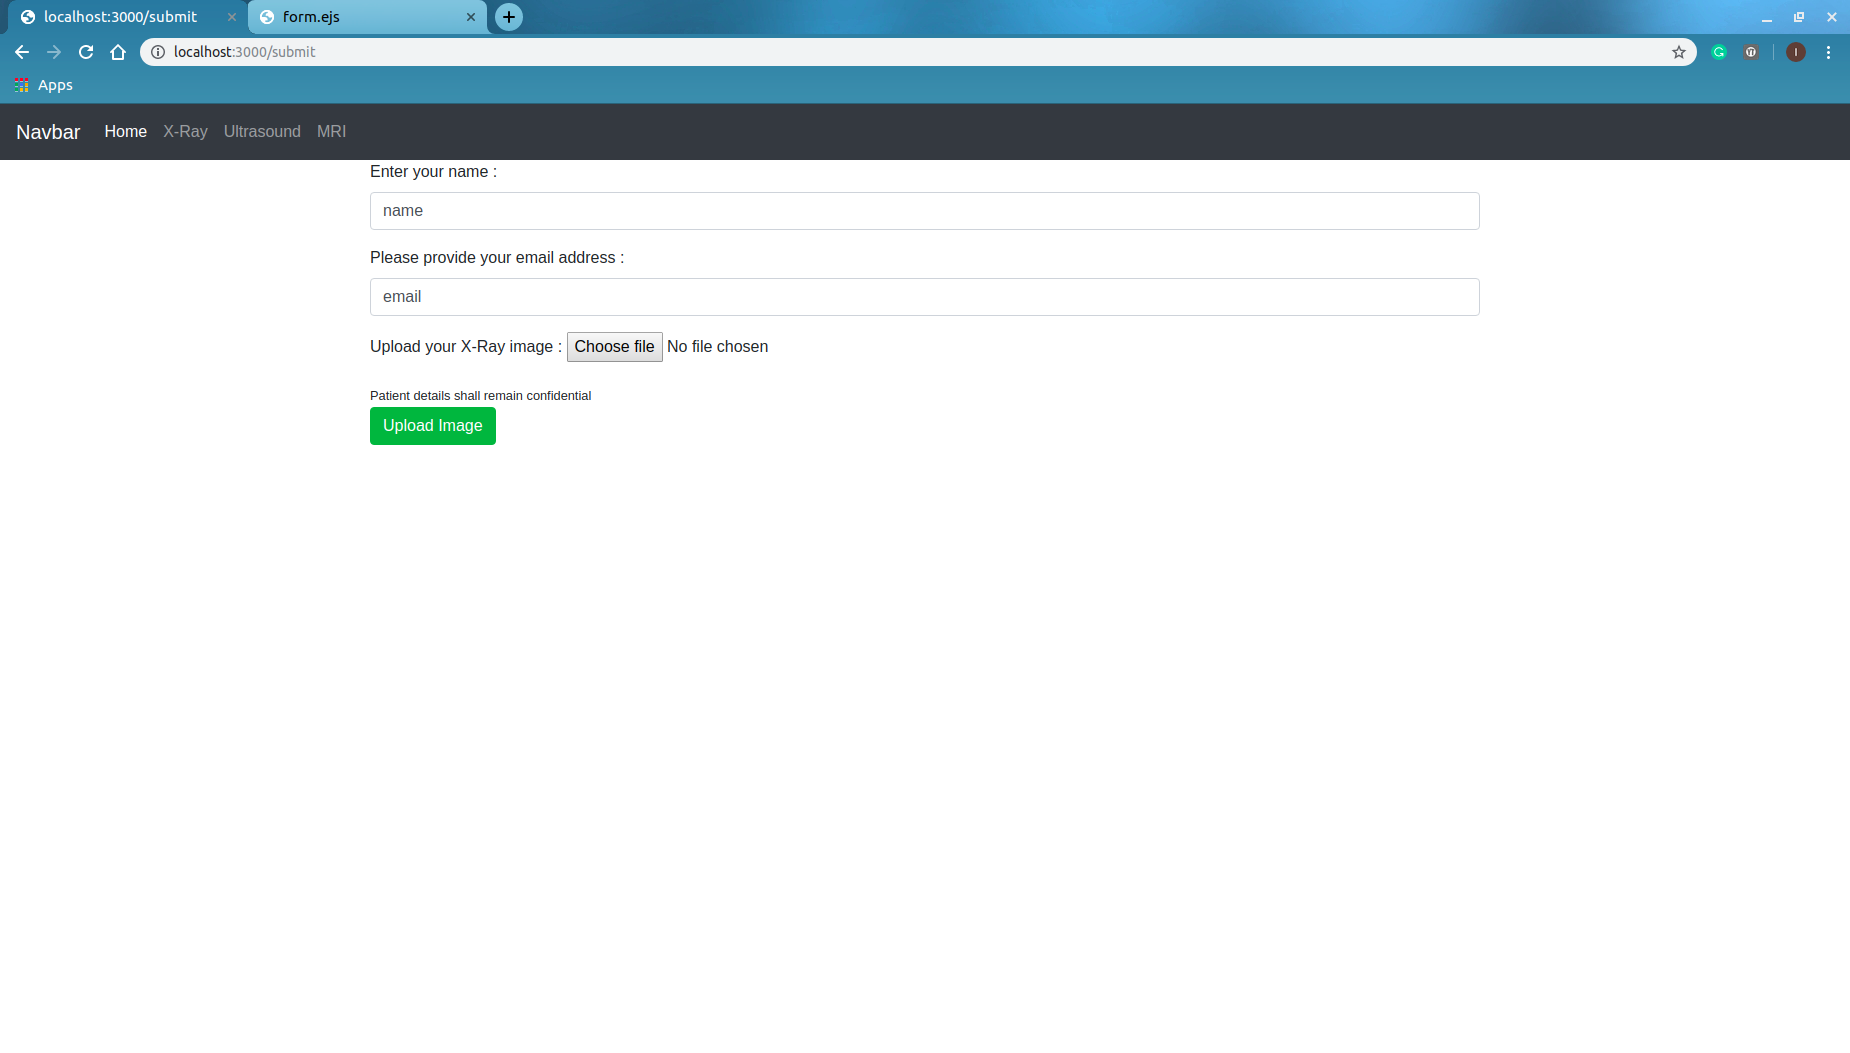 localhost:3000/submit
form.ejs
localhost:3000/submit
Apps
Navbar Home X-Ray Ultrasound MRI
Enter your name :
name
Please provide your email address :
email
Upload your X-Ray image : Choose file No file chosen
Patient details shall remain confidential
Upload Image